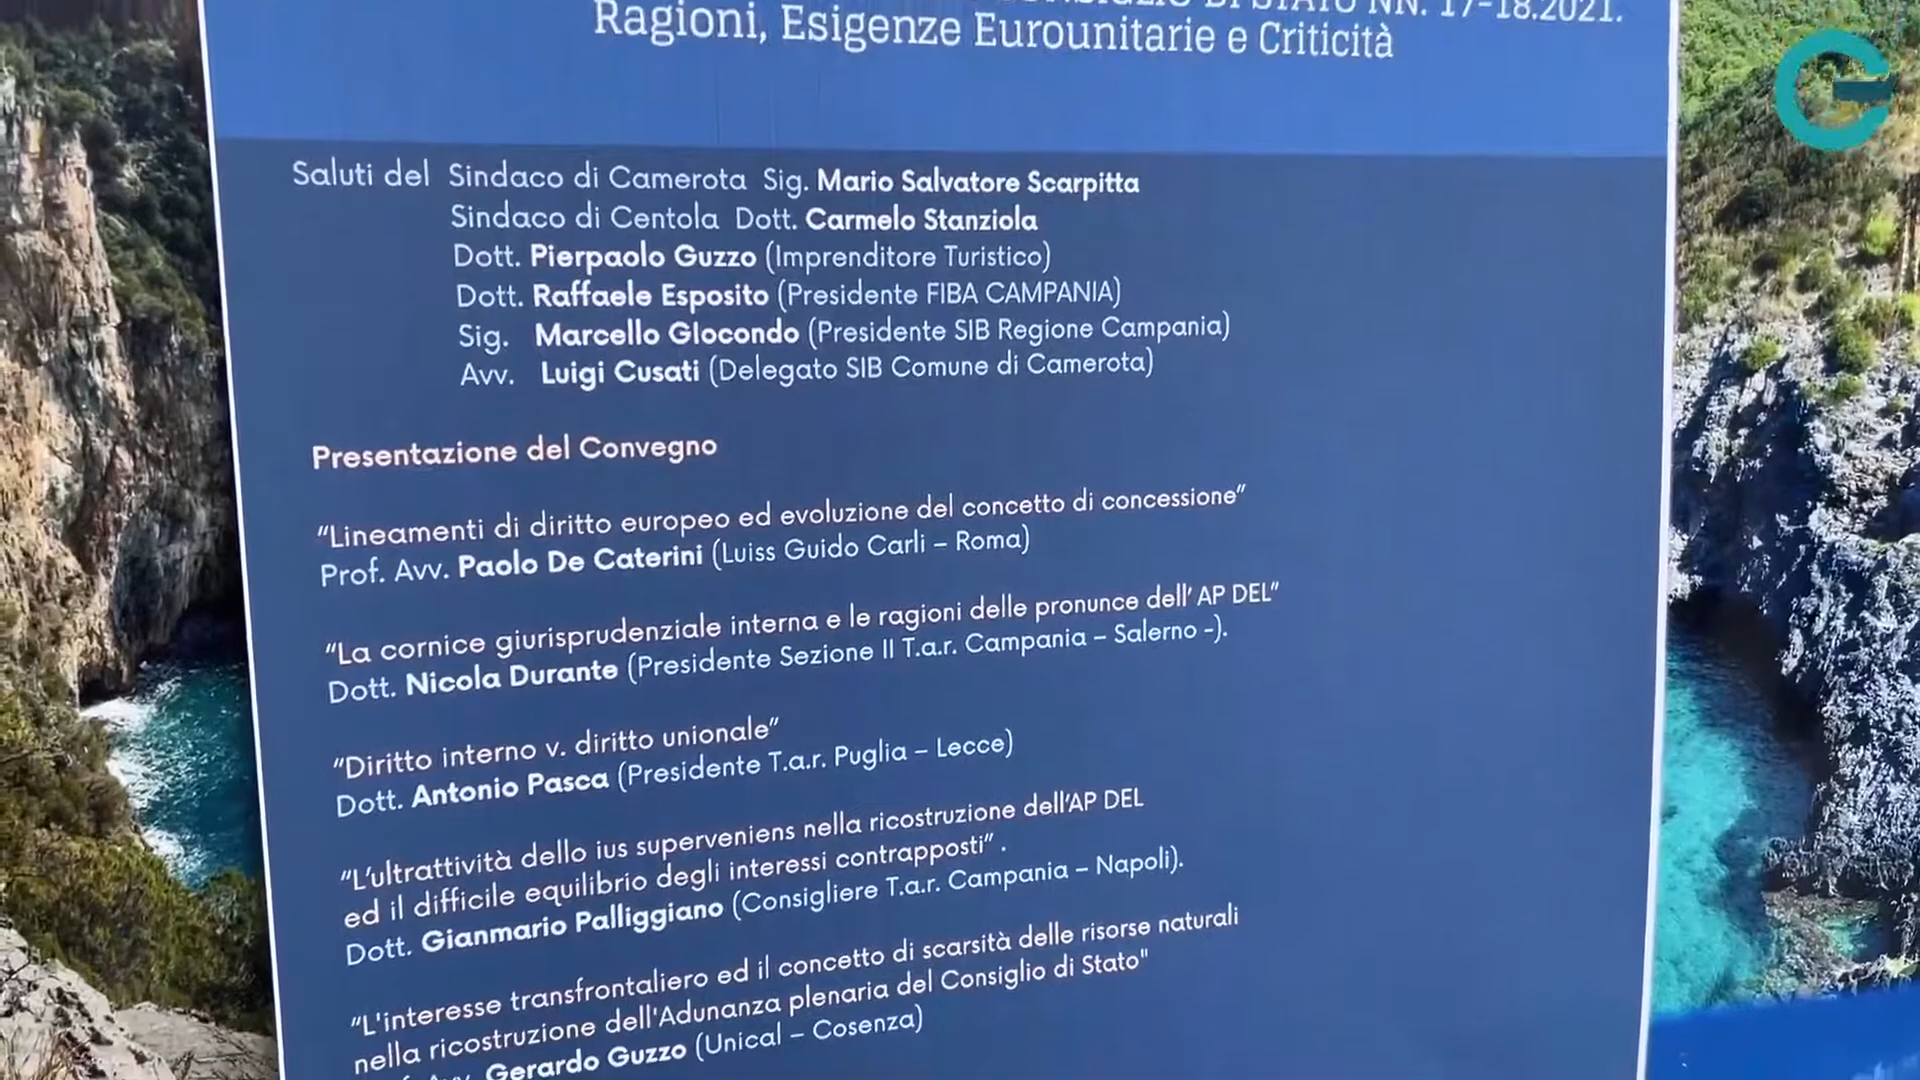 NN. 17-18.2021.
Ragioni, Esigenze Eurounitarie e Criticità
Saluti del Sindaco di Camerota Sig. Mario Salvatore Scarpitta
Sindaco di Centola Dott. Carmelo Stanziola
Dott. Pierpaolo Guzzo (Imprenditore Turistico)
Dott. Raffaele Esposito (Presidente FIBA CAMPANIA)
Sig. Marcello GIocondo (Presidente SIB Regione Campania)
Avv. Luigi Cusati (Delegato SIB Comune di Camerota)
Presentazione del Convegno
“Lineamenti di diritto europeo ed evoluzione del concetto di concessione”
Prof. Avv. Paolo De Caterini (Luiss Guido Carli – Roma)
“La cornice giurisprudenziale interna e le ragioni delle pronunce dell’ AP DEL”
Dott. Nicola Durante (Presidente Sezione II T.a.r. Campania – Salerno -).
“Diritto interno v. diritto unionale”
Dott. Antonio Pasca (Presidente T.a.r. Puglia – Lecce)
“L’ultrattività dello ius superveniens nella ricostruzione dell’AP DEL
ed il difficile equilibrio degli interessi contrapposti” .
Dott. Gianmario Palliggiano (Consigliere T.a.r. Campania – Napoli).
“L'interesse transfrontaliero ed il concetto di scarsità delle risorse naturali
nella ricostruzione dell'Adunanza plenaria del Consiglio di Stato"
Gerardo Guzzo (Unical – Cosenza)